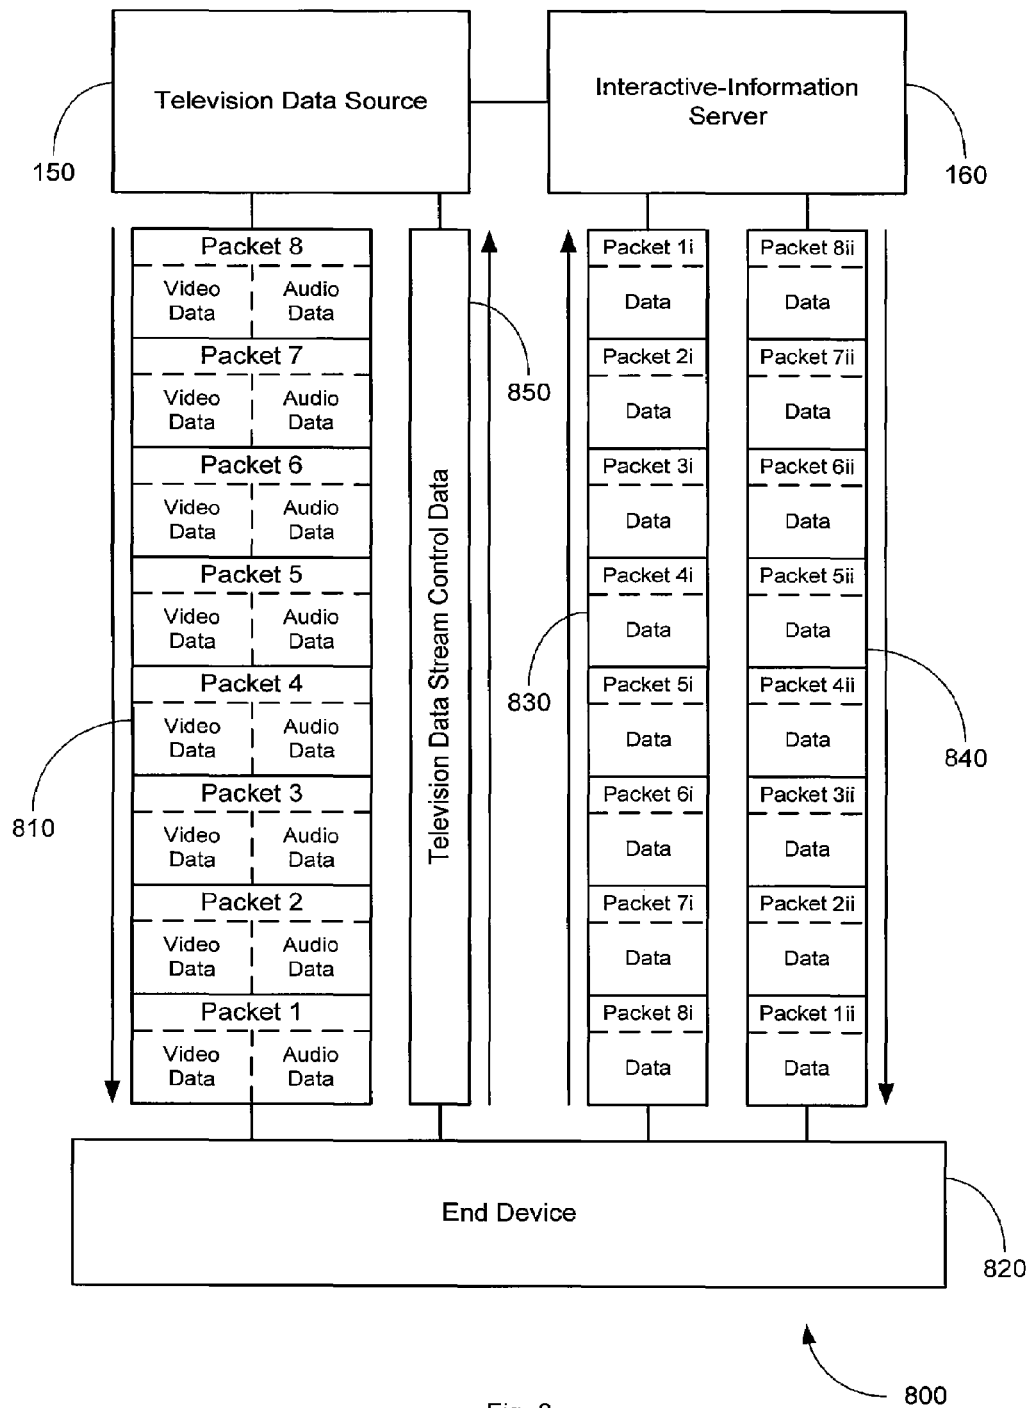 Television Data Source
Interactive-Information
Server
150
160
Packet 8
Video
Data
Audio
Data
Packet 7
Video
Data
Audio
Data
Packet 6
Video
Data
Audio
Data
Packet 5
Video
Data
Audio
Data
Packet 4
Video
Data
Audio
Data
Packet 3
Video
Data
Audio
Data
Packet 2
Video
Data
Audio
Data
Packet 1
Video
Data
Audio
Data
810
Television Data Stream Control Data
850
Packet 1i
Data
Packet 2i
Data
Packet 3i
Data
Packet 4i
Data
Packet 5i
Data
Packet 6i
Data
Packet 7i
Data
Packet 8i
Data
830
Packet 8ii
Data
Packet 7ii
Data
Packet 6ii
Data
Packet 5ii
Data
Packet 4ii
Data
Packet 3ii
Data
Packet 2ii
Data
Packet 1ii
Data
840
End Device
820
800